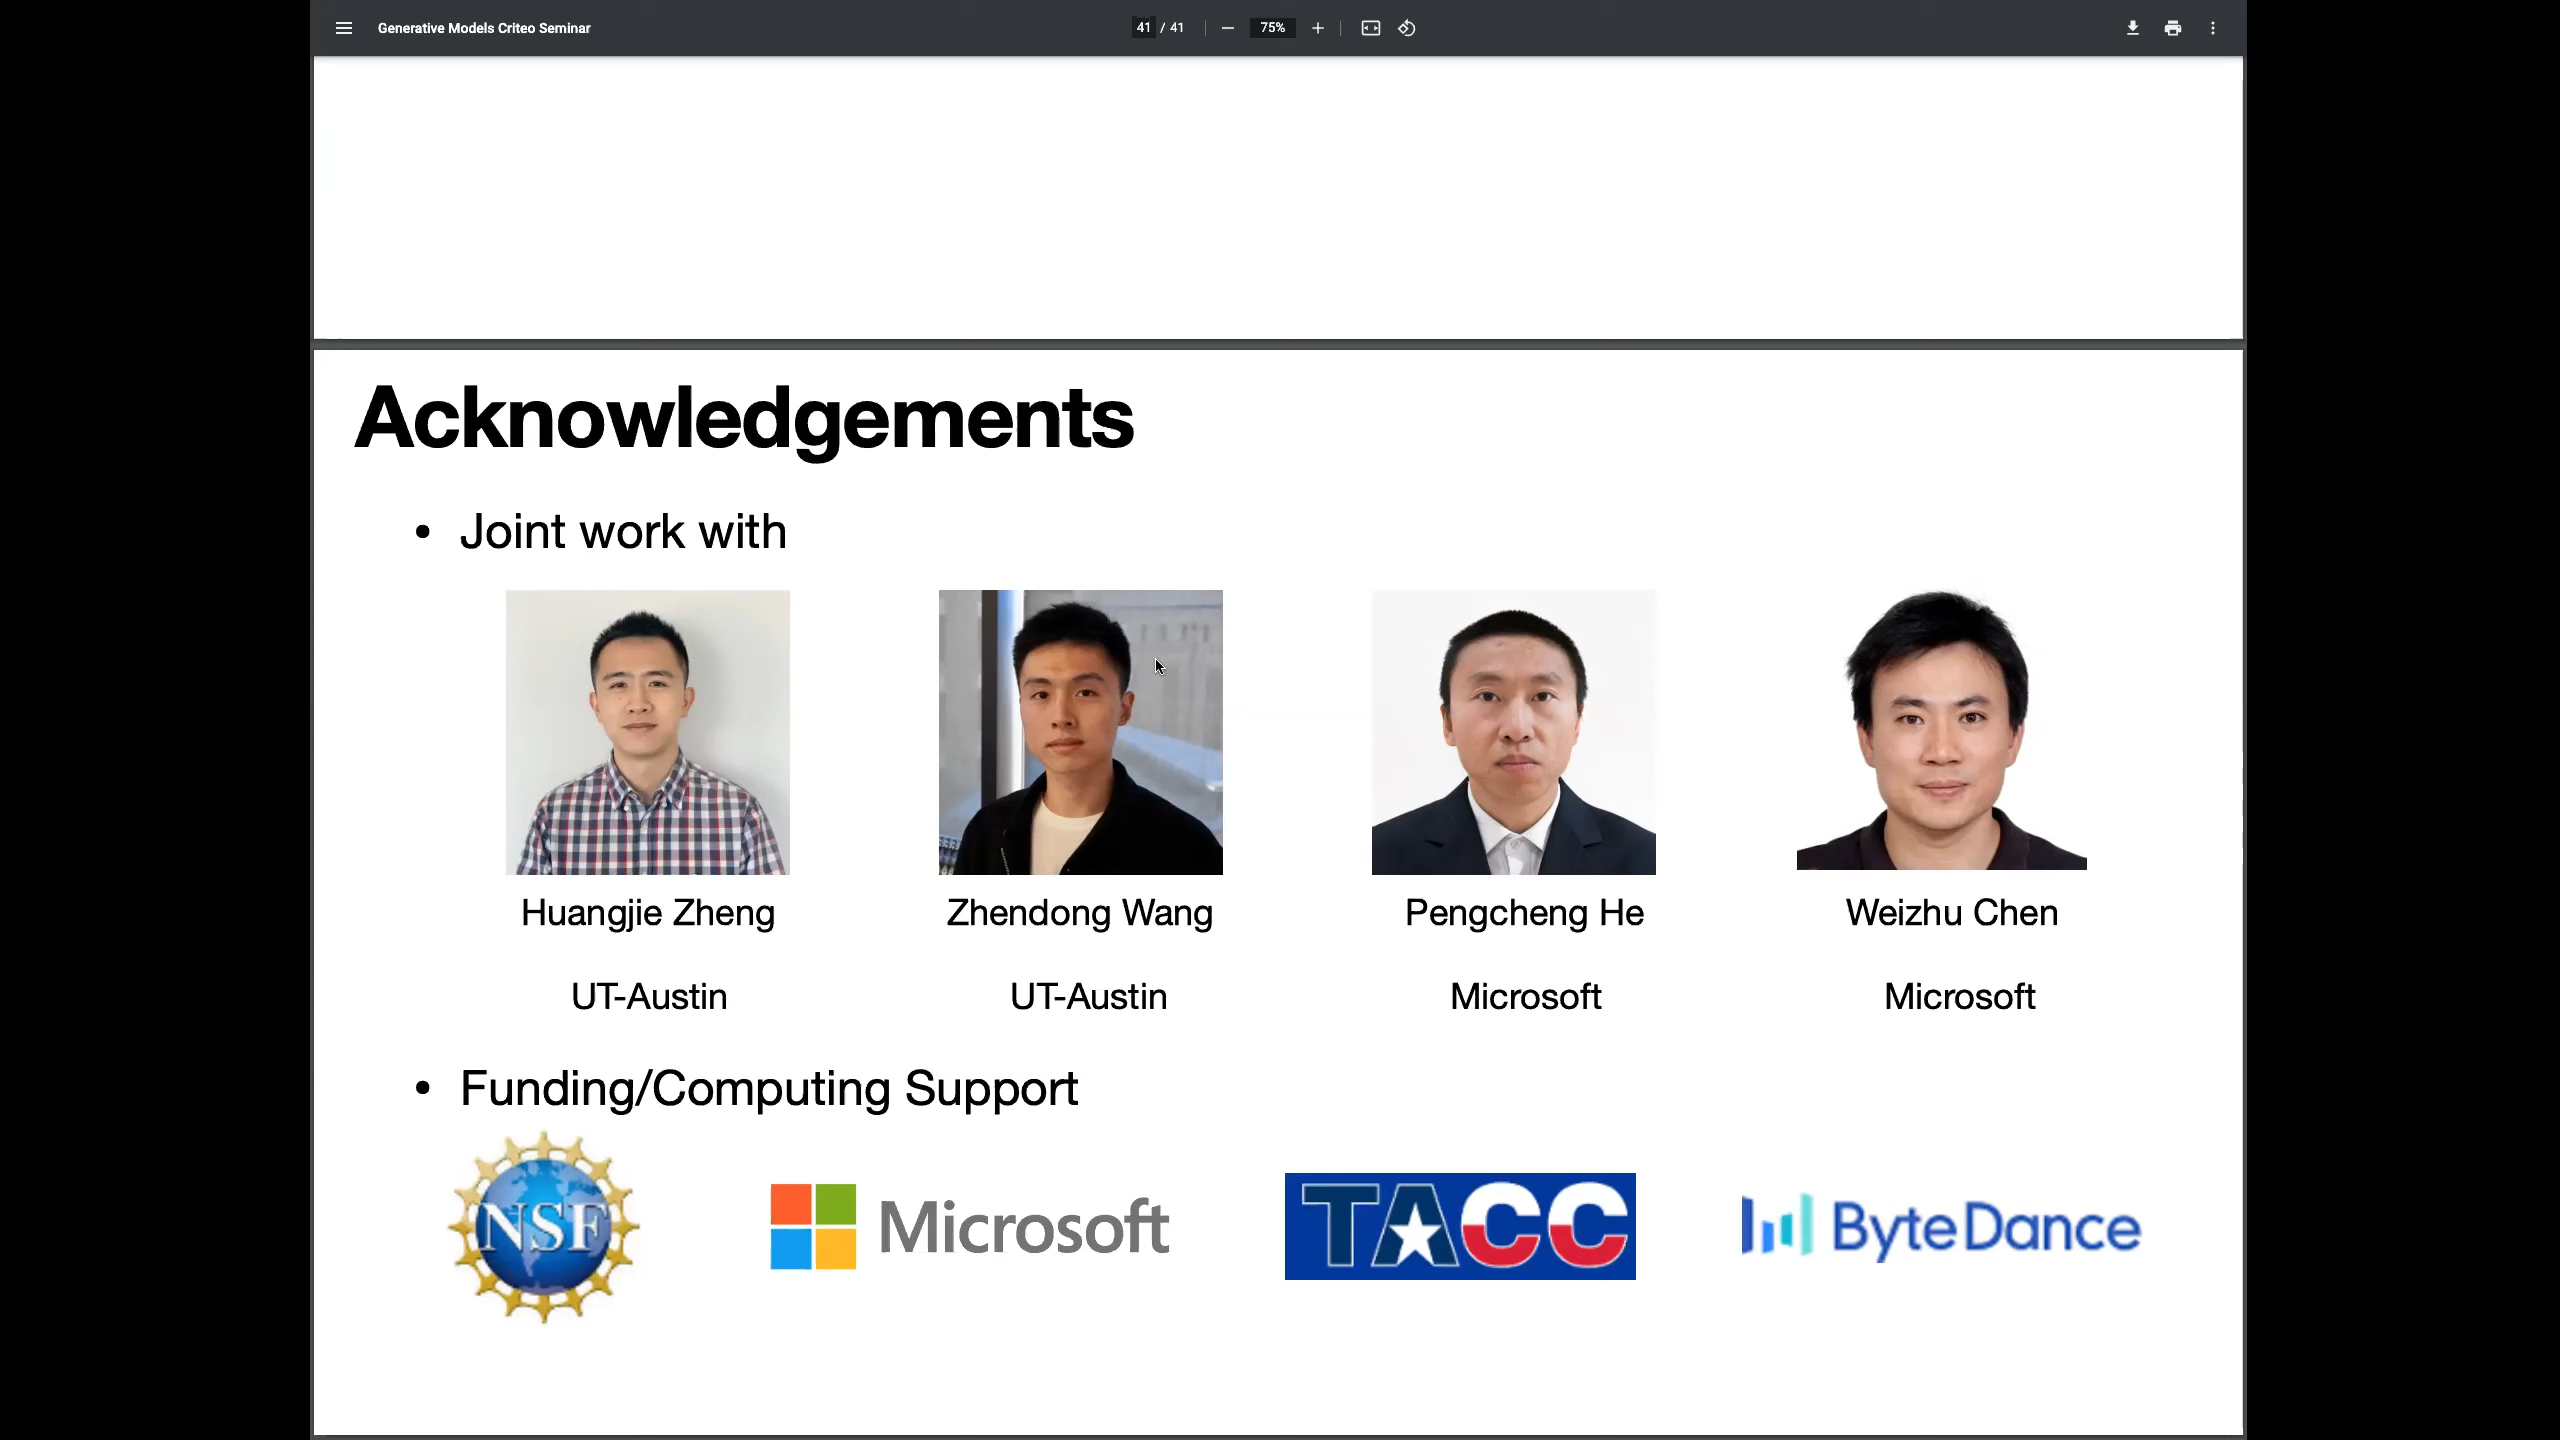 Generative Models Criteo Seminar
41 / 41
75%
Acknowledgements
• Joint work with
Huangjie Zheng
Zhendong Wang
Pengcheng He
Weizhu Chen
UT-Austin
UT-Austin
Microsoft
Microsoft
• Funding/Computing Support
NSF
Microsoft
TACC
ByteDance